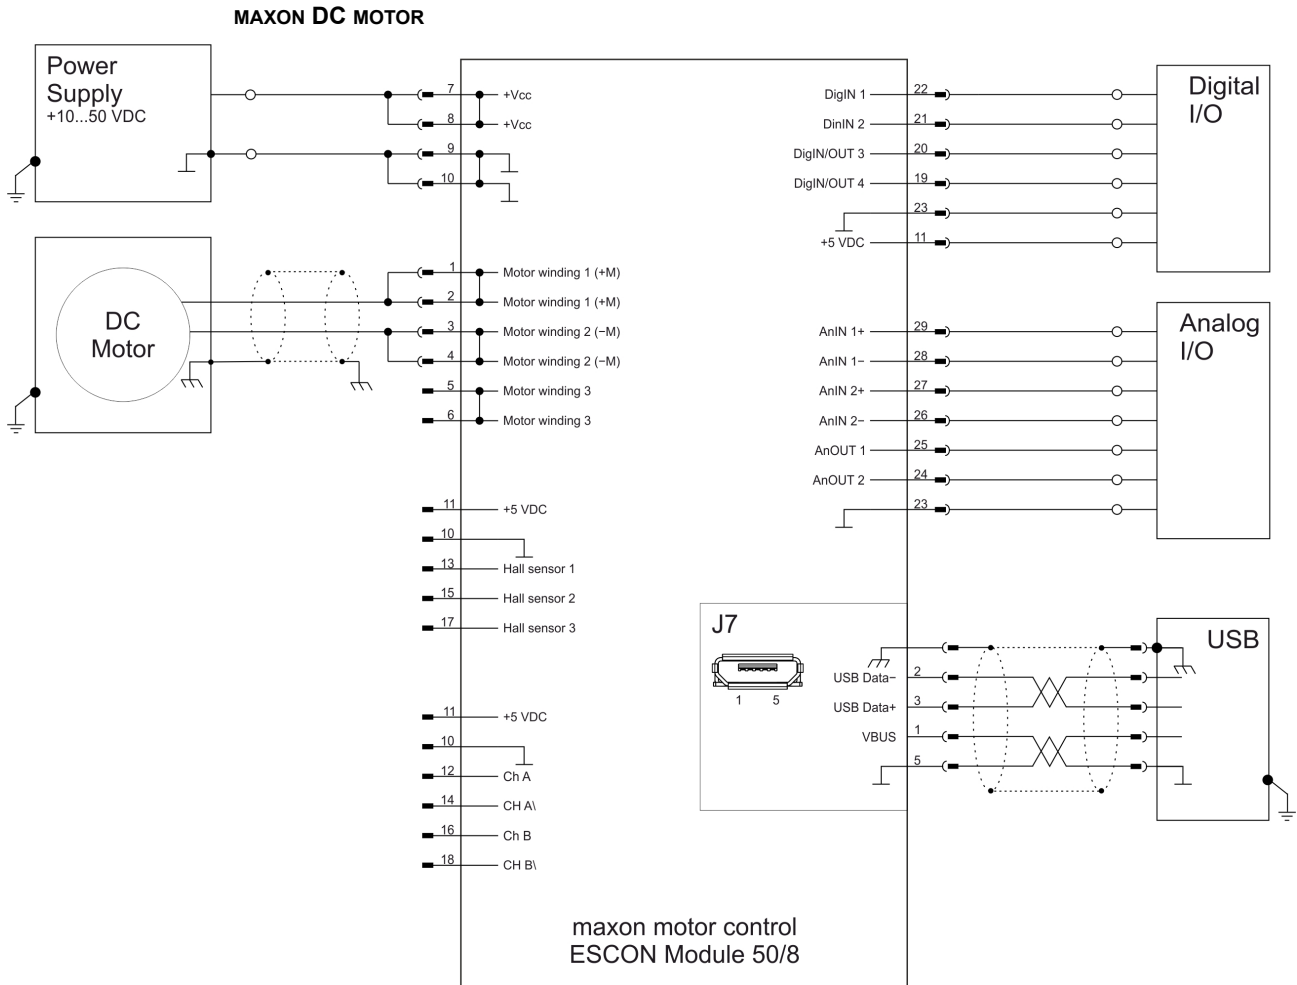 MAXON DC MOTOR
Power
Supply
+10...50 VDC
7 +Vcc
8 +Vcc
9
10
DC
Motor
1 Motor winding 1 (+M)
2 Motor winding 1 (+M)
3 Motor winding 2 (−M)
4 Motor winding 2 (−M)
5 Motor winding 3
6 Motor winding 3
11 +5 VDC
10
13 Hall sensor 1
15 Hall sensor 2
17 Hall sensor 3
11 +5 VDC
10
12 Ch A
14 CH A\
16 Ch B
18 CH B\
DigIN 1 22
DinIN 2 21
DigIN/OUT 3 20
DigIN/OUT 4 19
23
+5 VDC 11
Digital
I/O
AnIN 1+ 29
AnIN 1− 28
AnIN 2+ 27
AnIN 2− 26
AnOUT 1 25
AnOUT 2 24
23
Analog
I/O
J7
1 5
USB Data− 2
USB Data+ 3
VBUS 1
5
USB
maxon motor control
ESCON Module 50/8